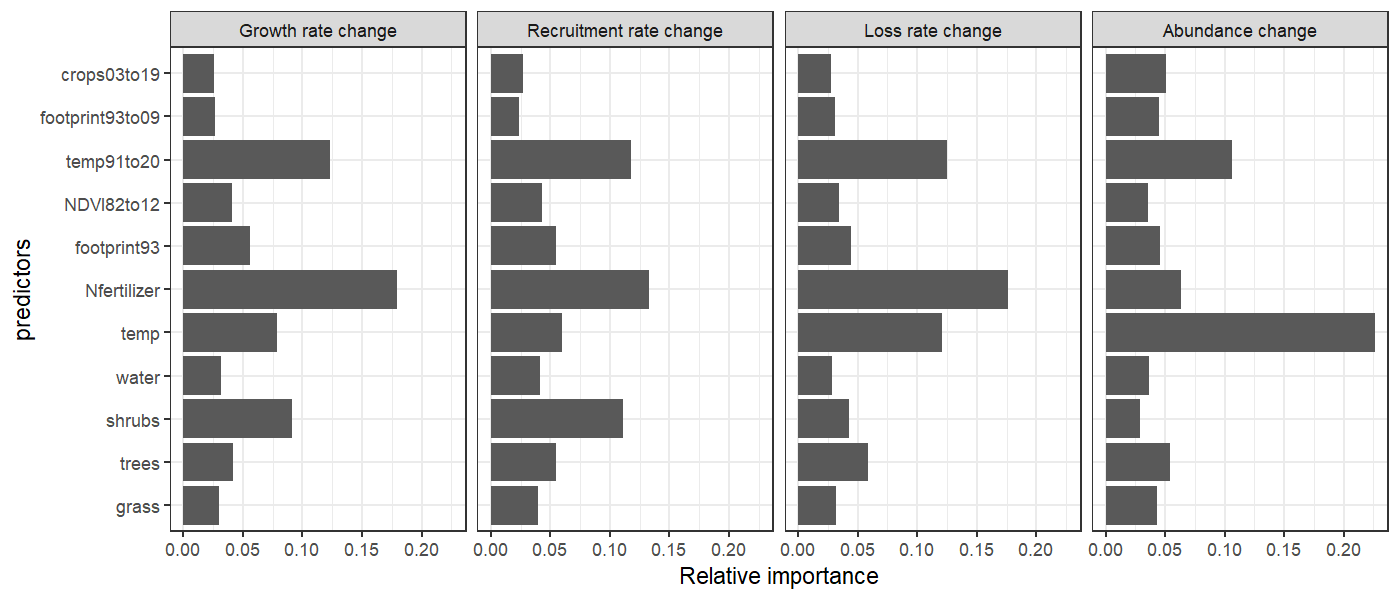 Growth rate change
Recruitment rate change
Loss rate change
Abundance change
predictors
crops03to19
footprint93to09
temp91to20
NDVI82to12
footprint93
Nfertilizer
temp
water
shrubs
trees
grass
0.00 0.05 0.10 0.15 0.20
0.00 0.05 0.10 0.15 0.20
0.00 0.05 0.10 0.15 0.20
0.00 0.05 0.10 0.15 0.20
Relative importance